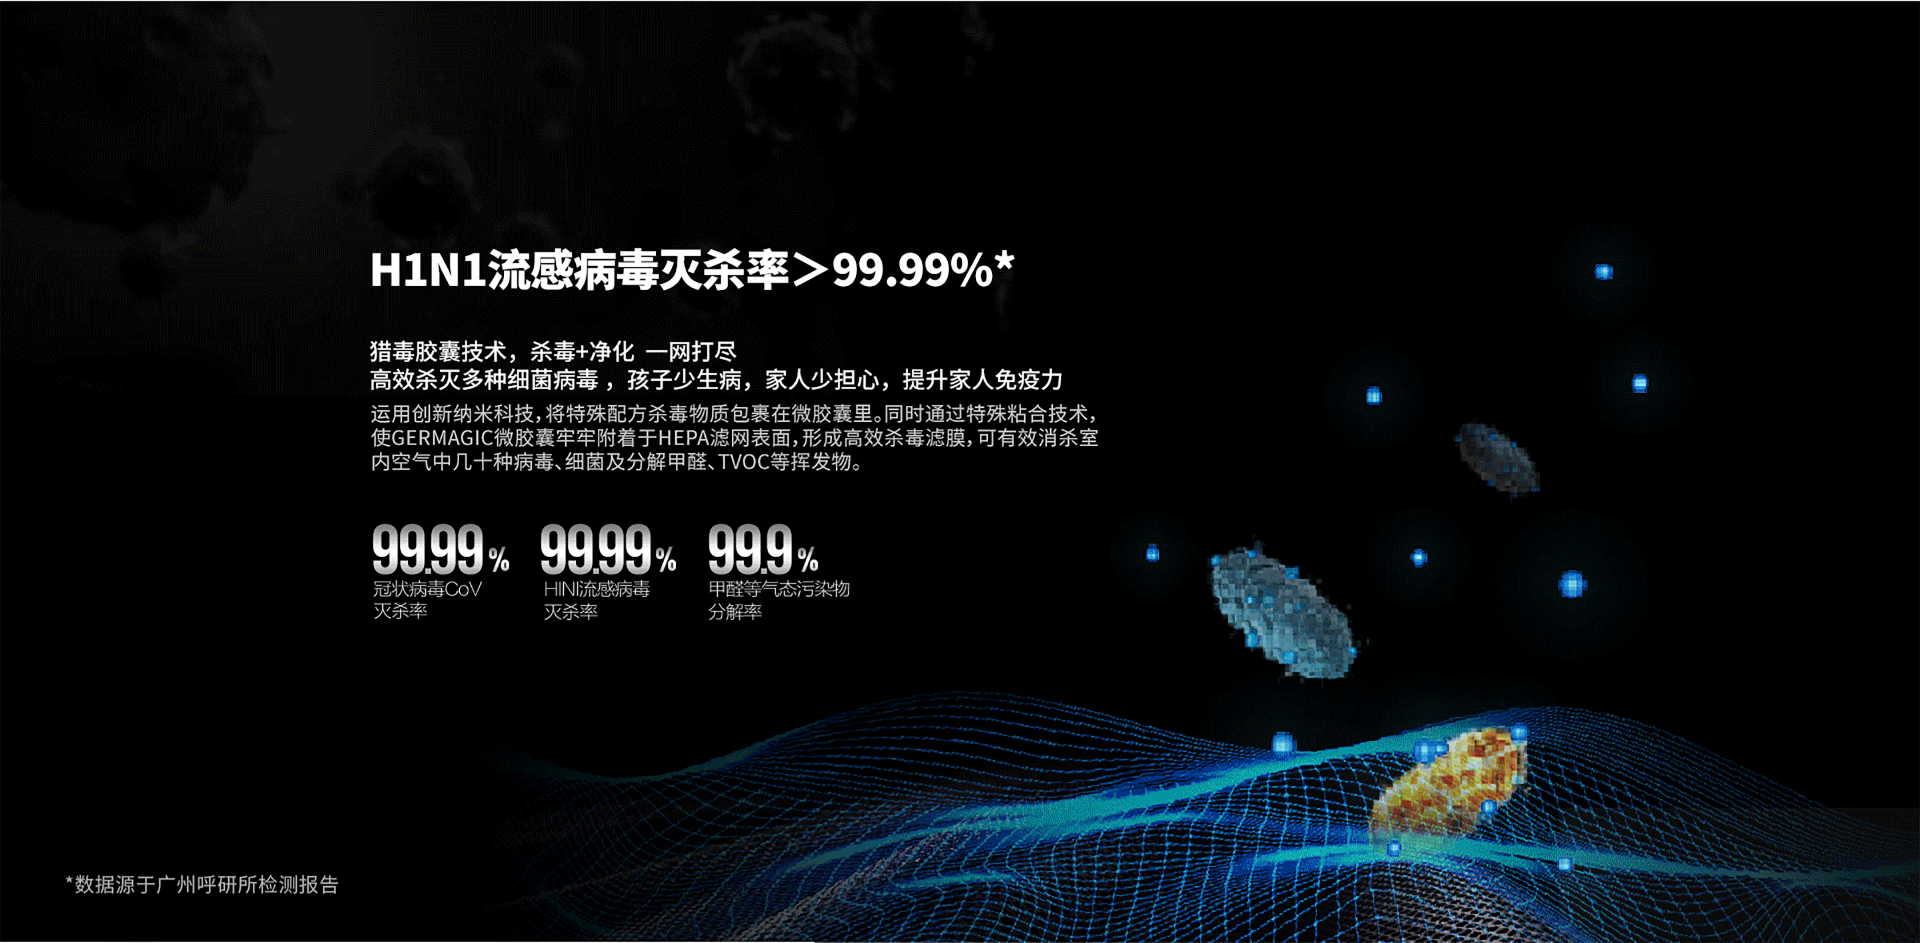 H1N1流感病毒灭杀率＞99.99%*
猎毒胶囊技术，杀毒+净化 一网打尽
高效杀灭多种细菌病毒，孩子少生病，家人少担心，提升家人免疫力
运用创新纳米科技，将特殊配方杀毒物质包裹在微胶囊里。同时通过特殊粘合技术，
使GERMAGIC微胶囊牢牢附着于HEPA滤网表面，形成高效杀毒滤膜，可有效消杀室
内空气中几十种病毒、细菌及分解甲醛、TVOC等挥发物。
99.99% 99.99% 99.9%
冠状病毒CoV HINI流感病毒 甲醛等气态污染物
灭杀率 灭杀率 分解率
*数据源于广州呼研所检测报告